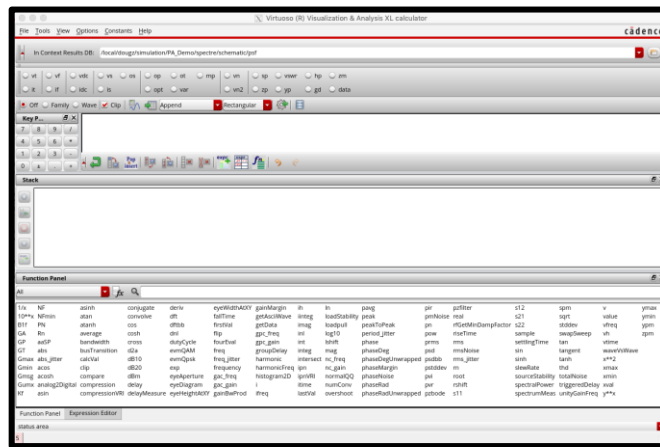 Virtuoso (R) Visualization & Analysis XL calculator
File Tools View Options Constants Help cādence
In Context Results DB: /local/dougs/simulation/PA_Demo/spectre/schematic/psf
vt vf vdc vs os op ot mp vn sp vswr hp zm
it if idc is opt var vn2 zp yp gd data
Off Family Wave Clip Append Rectangular
Key P...
7 8 9 /
4 5 6 *
1 2 3 -
0 ± . +
Stack
Function Panel
All fx
1/x NF asinh conjugate deriv eyeWidthAtXY gainMargin ih ln pavg pir pzfilter s12 spm v ymax
10**x NFmin atan convolve dft fallTime getAsciiWave iinteg loadStability peak pmNoise real s21 sqrt value ymin
B1f PN atanh cos dftbb firstVal getData imag loadpull peakToPeak pn rfGetMinDampFactor s22 stddev vfreq ypm
GA Rn average cosh dnl flip gpc_freq inl log10 period_jitter pow riseTime sample swapSweep vh zpm
GP aaSP bandwidth cross dutyCycle fourEval gpc_gain int lshift phase prms rms settlingTime tan vtime
GT abs busTransition d2a evmQAM freq groupDelay integ mag phaseDeg psd rmsNoise sin tangent waveVsWave
Gmax abs_jitter calcVal dB10 evmQpsk freq_jitter harmonic intersect nc_freq phaseDegUnwrapped psdbb rms_jitter sinh tanh x**2
Gmin acos clip dB20 exp frequency harmonicFreq ipn nc_gain phaseMargin pstddev rn slewRate thd xmax
Gmsg acosh compare dBm eyeAperture gac_freq histogram2D ipnVRI normalQQ phaseNoise pvi root sourceStability totalNoise xmin
Gumx analog2Digital compression delay eyeDiagram gac_gain i itime numConv phaseRad pvr rshift spectralPower triggeredDelay xval
Kf asin compressionVRI delayMeasure eyeHeightAtXY gainBwProd ifreq lastVal overshoot phaseRadUnwrapped pzbode s11 spectrumMeas unityGainFreq y**x
Function Panel Expression Editor
status area
5